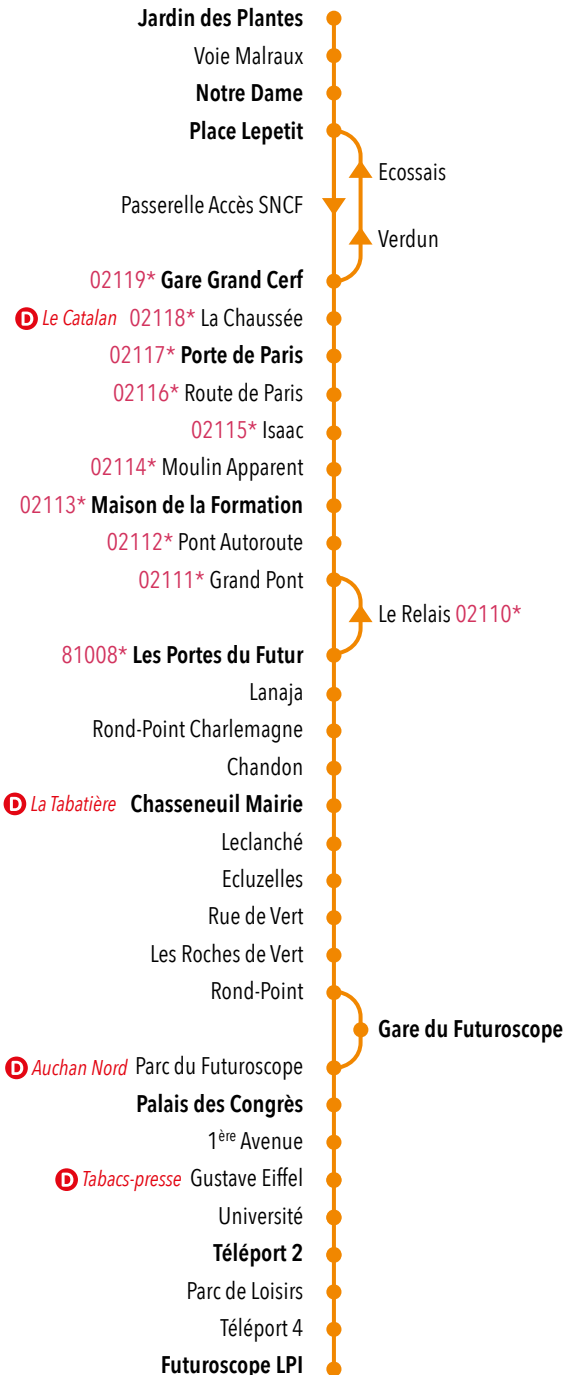 Jardin des Plantes
Voie Malraux
Notre Dame
Place Lepetit
Ecossais
Passerelle Accès SNCF
Verdun
02119* Gare Grand Cerf
D Le Catalan 02118* La Chaussée
02117* Porte de Paris
02116* Route de Paris
02115* Isaac
02114* Moulin Apparent
02113* Maison de la Formation
02112* Pont Autoroute
02111* Grand Pont
Le Relais 02110*
81008* Les Portes du Futur
Lanaja
Rond-Point Charlemagne
Chandon
D La Tabatière Chasseneuil Mairie
Leclanché
Ecluzelles
Rue de Vert
Les Roches de Vert
Rond-Point
Gare du Futuroscope
D Auchan Nord Parc du Futuroscope
Palais des Congrès
1ère Avenue
D Tabacs-presse Gustave Eiffel
Université
Téléport 2
Parc de Loisirs
Téléport 4
Futuroscope LPI